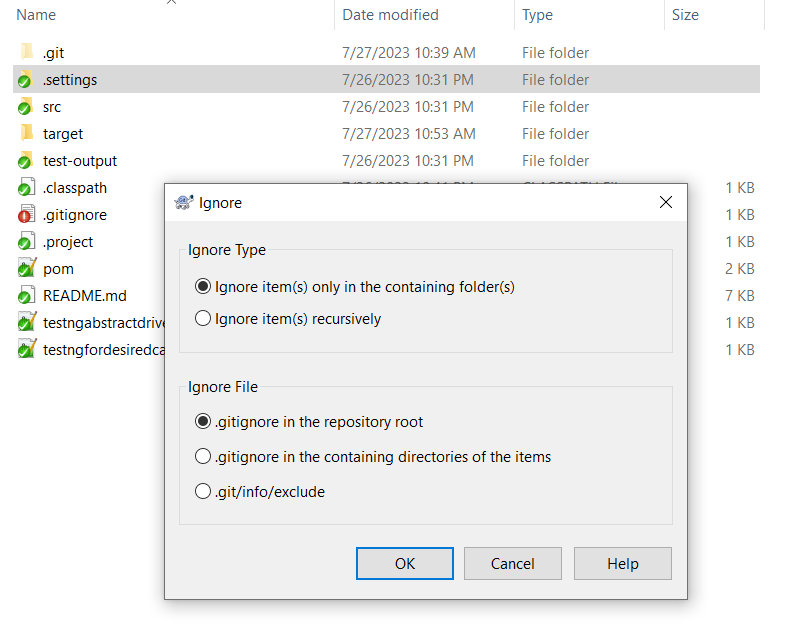 Name Date modified Type Size
.git 7/27/2023 10:39 AM File folder
.settings 7/26/2023 10:31 PM File folder
src 7/26/2023 10:31 PM File folder
target 7/27/2023 10:53 AM File folder
test-output 7/26/2023 10:31 PM File folder
.classpath 1 KB
.gitignore 1 KB
.project 1 KB
pom 2 KB
README.md 7 KB
testngabstractdrive 1 KB
testngfordesiredca 1 KB
Ignore
Ignore Type
Ignore item(s) only in the containing folder(s)
Ignore item(s) recursively
Ignore File
.gitignore in the repository root
.gitignore in the containing directories of the items
.git/info/exclude
OK Cancel Help